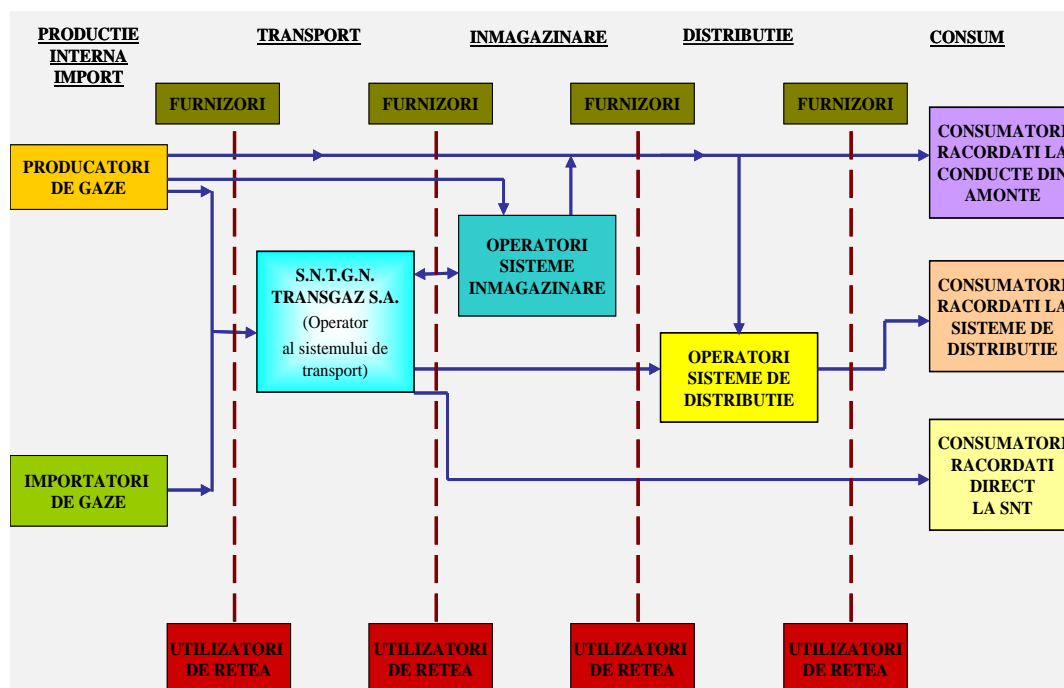 PRODUCTIE
INTERNA
IMPORT
TRANSPORT
INMAGAZINARE
DISTRIBUTIE
CONSUM
FURNIZORI
FURNIZORI
FURNIZORI
FURNIZORI
PRODUCATORI
DE GAZE
CONSUMATORI
RACORDATI LA
CONDUCTE DIN
AMONTE
OPERATORI
SISTEME
INMAGAZINARE
S.N.T.G.N.
TRANSGAZ S.A.
(Operator
al sistemului de
transport)
CONSUMATORI
RACORDATI LA
SISTEME DE
DISTRIBUTIE
OPERATORI
SISTEME DE
DISTRIBUTIE
IMPORTATORI
DE GAZE
CONSUMATORI
RACORDATI
DIRECT
LA SNT
UTILIZATORI
DE RETEA
UTILIZATORI
DE RETEA
UTILIZATORI
DE RETEA
UTILIZATORI
DE RETEA